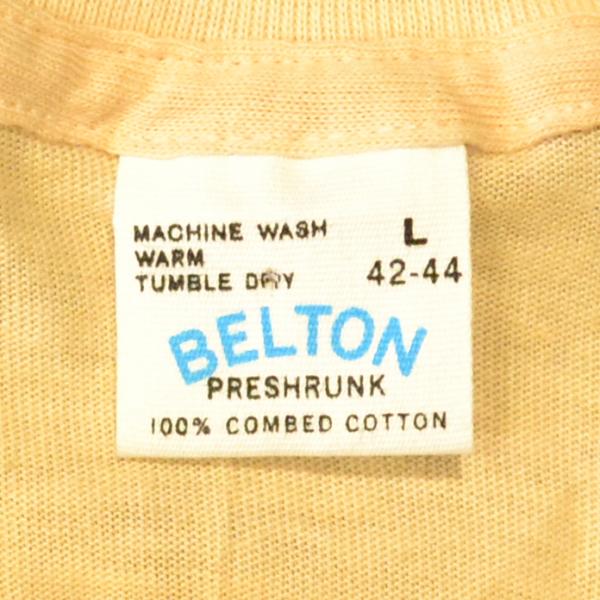 MACHINE WASH
WARM
TUMBLE DRY
L
42-44
BELTON
PRESHRUNK
100% COMBED COTTON